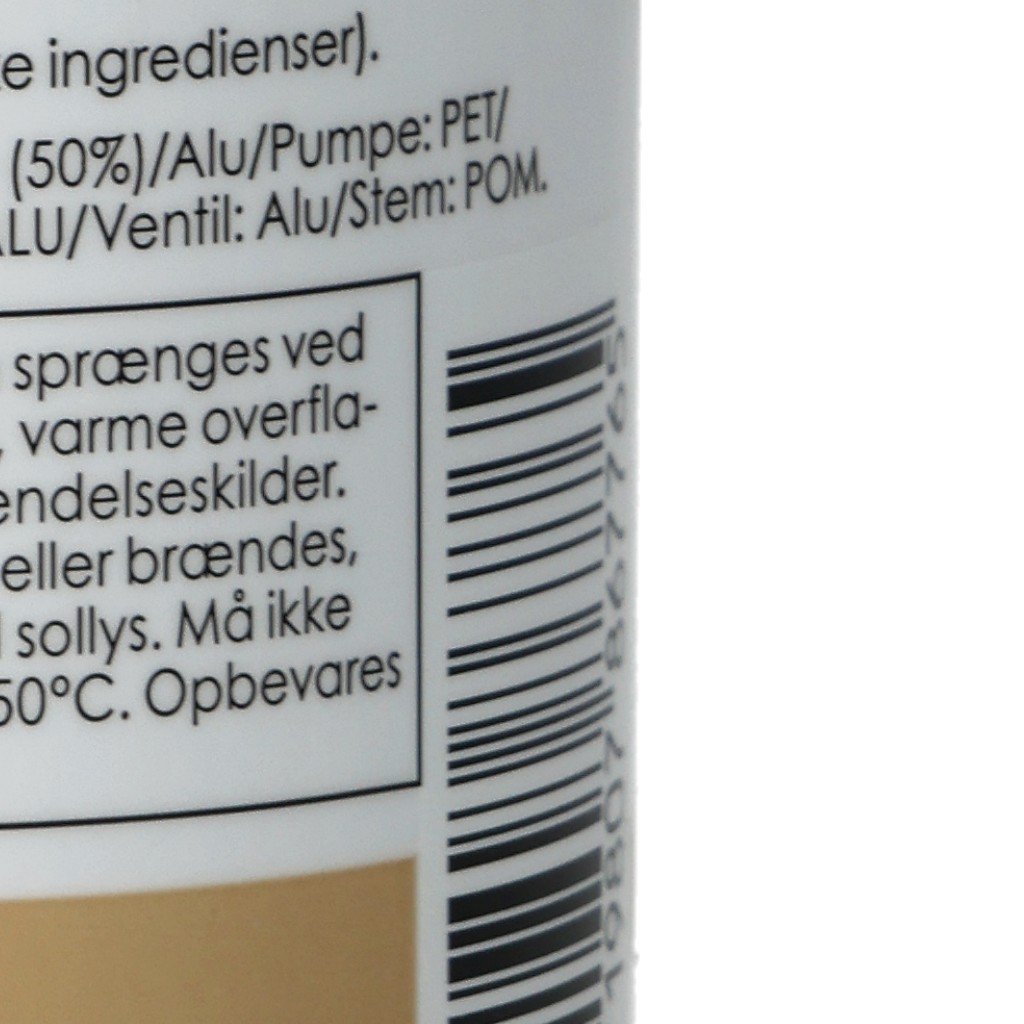 ingredienser).
(50%)/Alu/Pumpe: PET/
ALU/Ventil: Alu/Stem: POM.
sprænges ved
, varme overfla-
endelseskilder.
eller brændes,
sollys. Må ikke
50°C. Opbevares